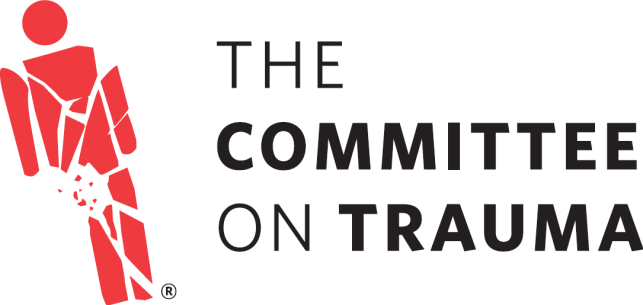 THE
COMMITTEE
ON TRAUMA
®